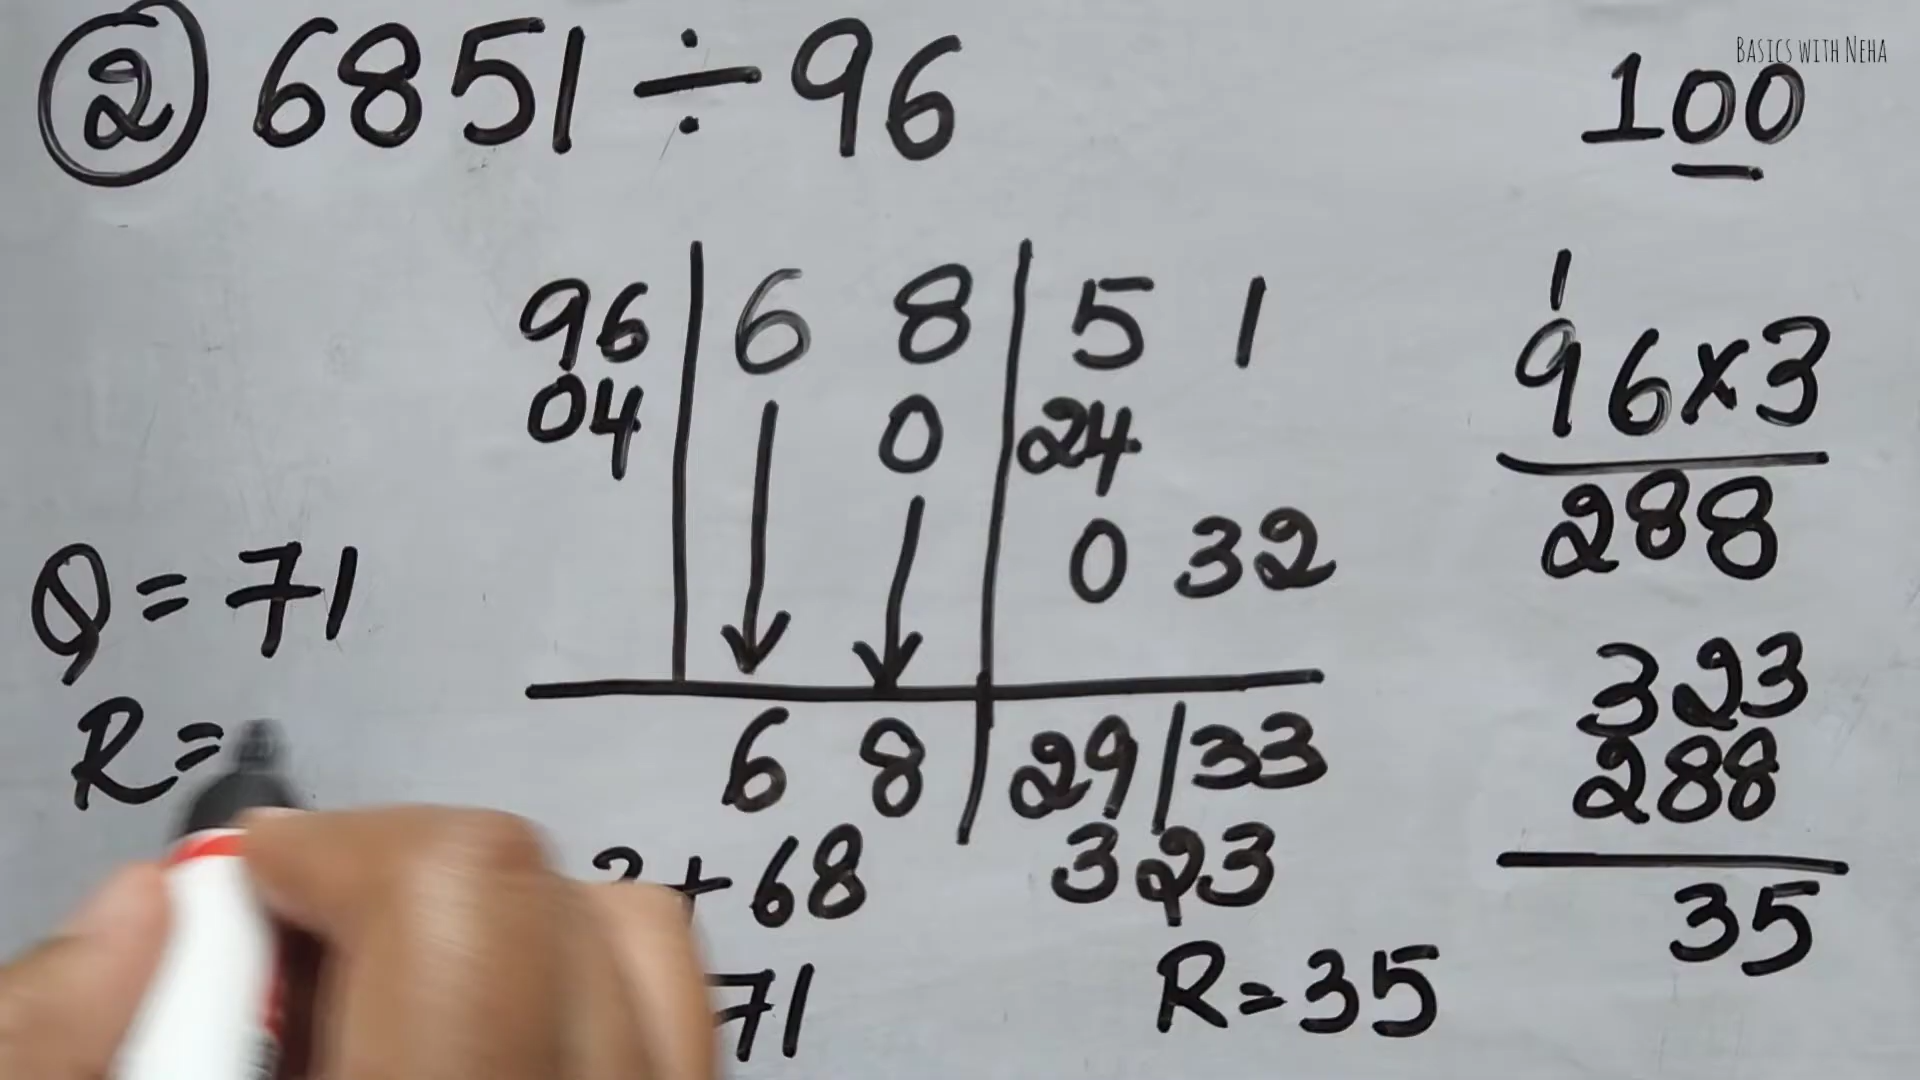 BASICS WITH NEHA
② 6851 ÷ 96
100
96 | 6 8 | 5 1
04 0 24
0 32
6 8 | 29/33
+68 323
71 R=35
Q=71
R=
1
96×3
288
323
288
35